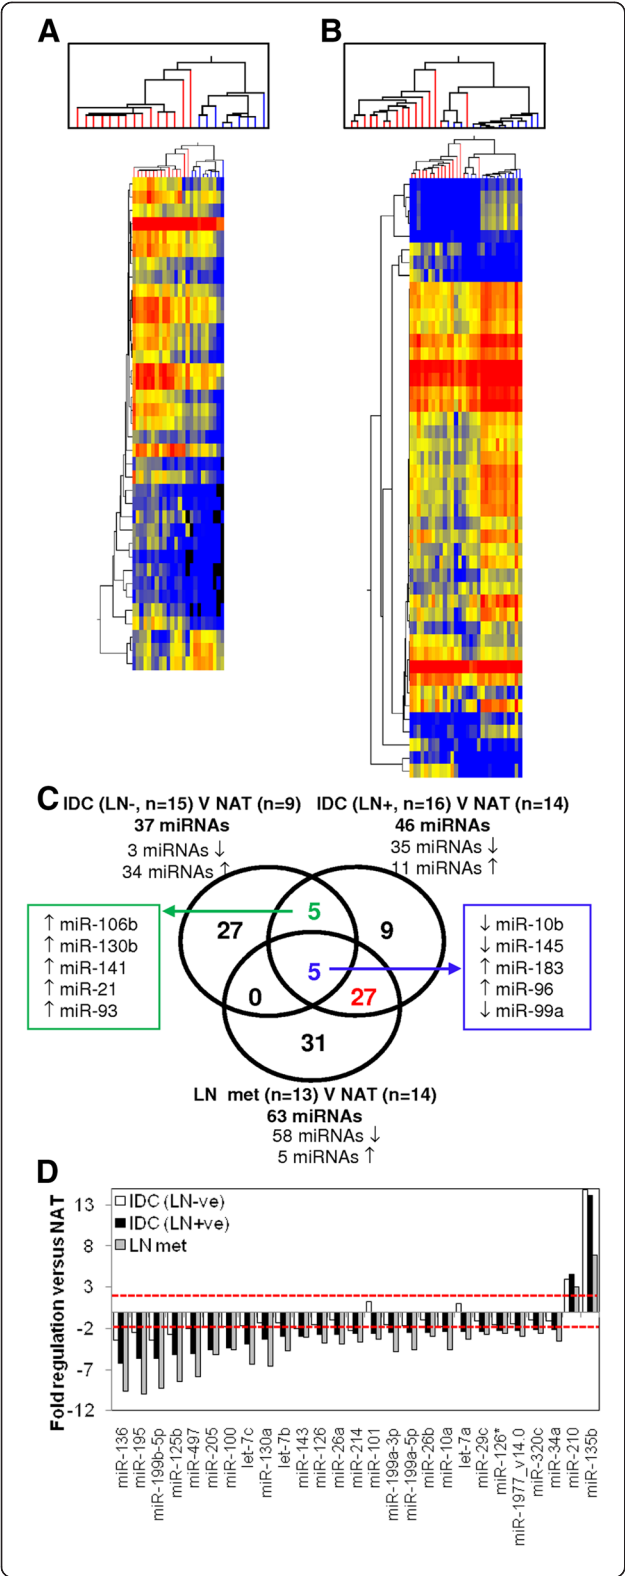 A
B
C
IDC (LN-, n=15) V NAT (n=9)
37 miRNAs
3 miRNAs ↓
34 miRNAs ↑
IDC (LN+, n=16) V NAT (n=14)
46 miRNAs
35 miRNAs ↓
11 miRNAs ↑
↑ miR-106b
↑ miR-130b
↑ miR-141
↑ miR-21
↑ miR-93
27
5
9
5
0
27
31
↓ miR-10b
↓ miR-145
↑ miR-183
↑ miR-96
↓ miR-99a
LN met (n=13) V NAT (n=14)
63 miRNAs
58 miRNAs ↓
5 miRNAs ↑
D
Fold regulation versus NAT
13
8
3
-2
-7
-12
IDC (LN-ve)
IDC (LN+ve)
LN met
miR-136
miR-195
miR-199b-5p
miR-125b
miR-497
miR-205
miR-100
let-7c
miR-130a
let-7b
miR-143
miR-126
miR-26a
miR-214
miR-101
miR-199a-3p
miR-199a-5p
miR-26b
miR-10a
let-7a
miR-29c
miR-126*
miR-1977_v14.0
miR-320c
miR-34a
miR-210
miR-135b